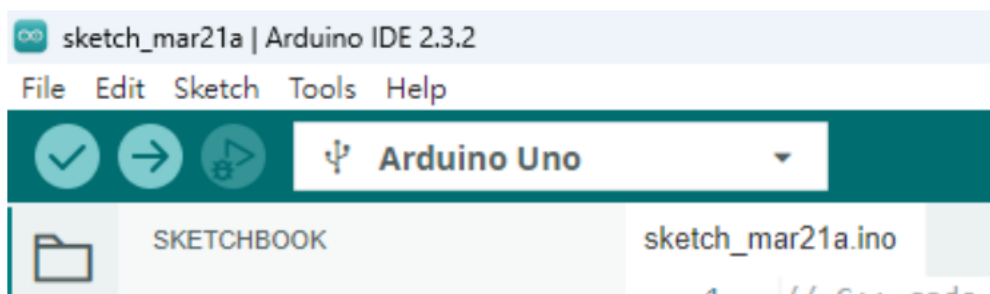 sketch_mar21a | Arduino IDE 2.3.2
File Edit Sketch Tools Help
Arduino Uno
SKETCHBOOK
sketch_mar21a.ino